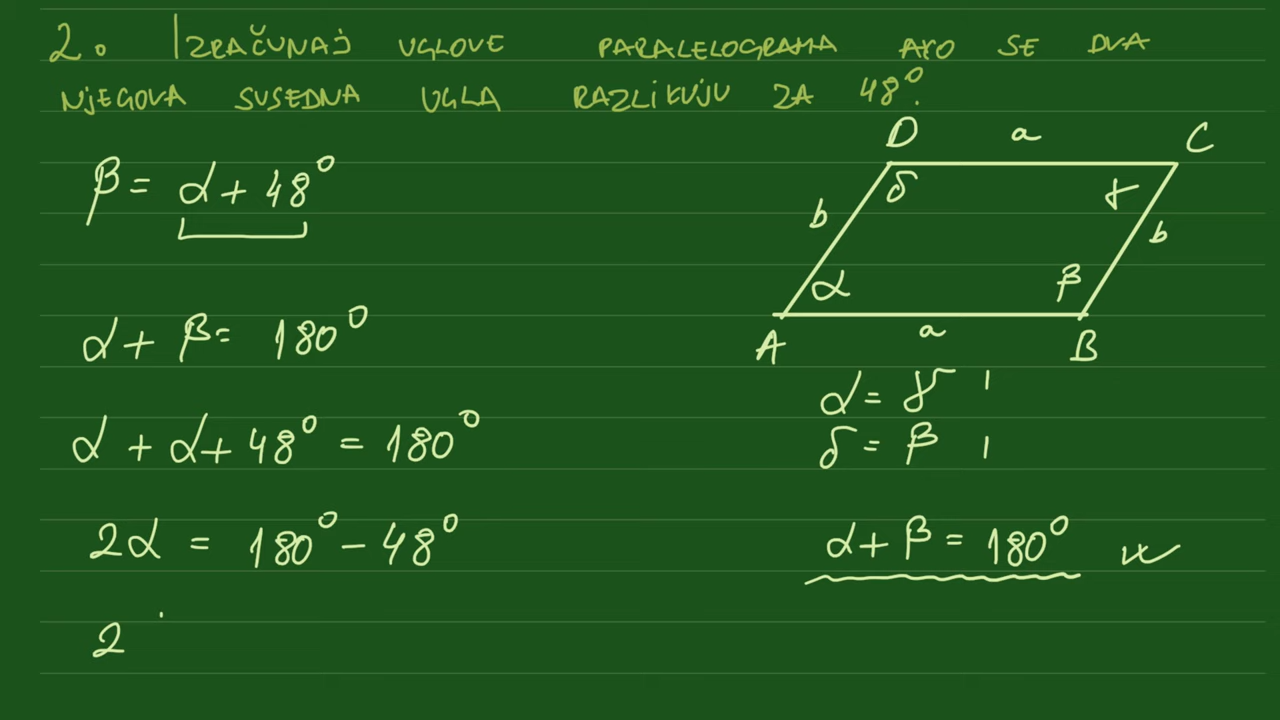 2. IZRAČUNAJ UGLOVE PARALELOGRAMA AKO SE DVA
NJEGOVA SUSEDNA UGLA RAZLIKUJU ZA 48°.
β = α + 48°
α + β = 180°
α + α + 48° = 180°
2α = 180° - 48°
2
D a C
δ γ
b b
α β
A a B
α = γ
δ = β
α + β = 180°